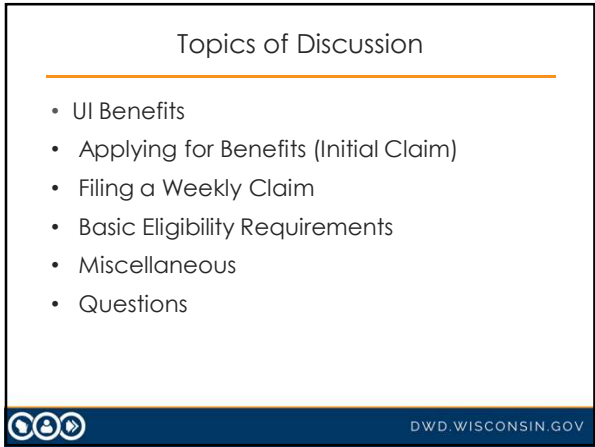 Topics of Discussion
• UI Benefits
• Applying for Benefits (Initial Claim)
• Filing a Weekly Claim
• Basic Eligibility Requirements
• Miscellaneous
• Questions
DWD.WISCONSIN.GOV